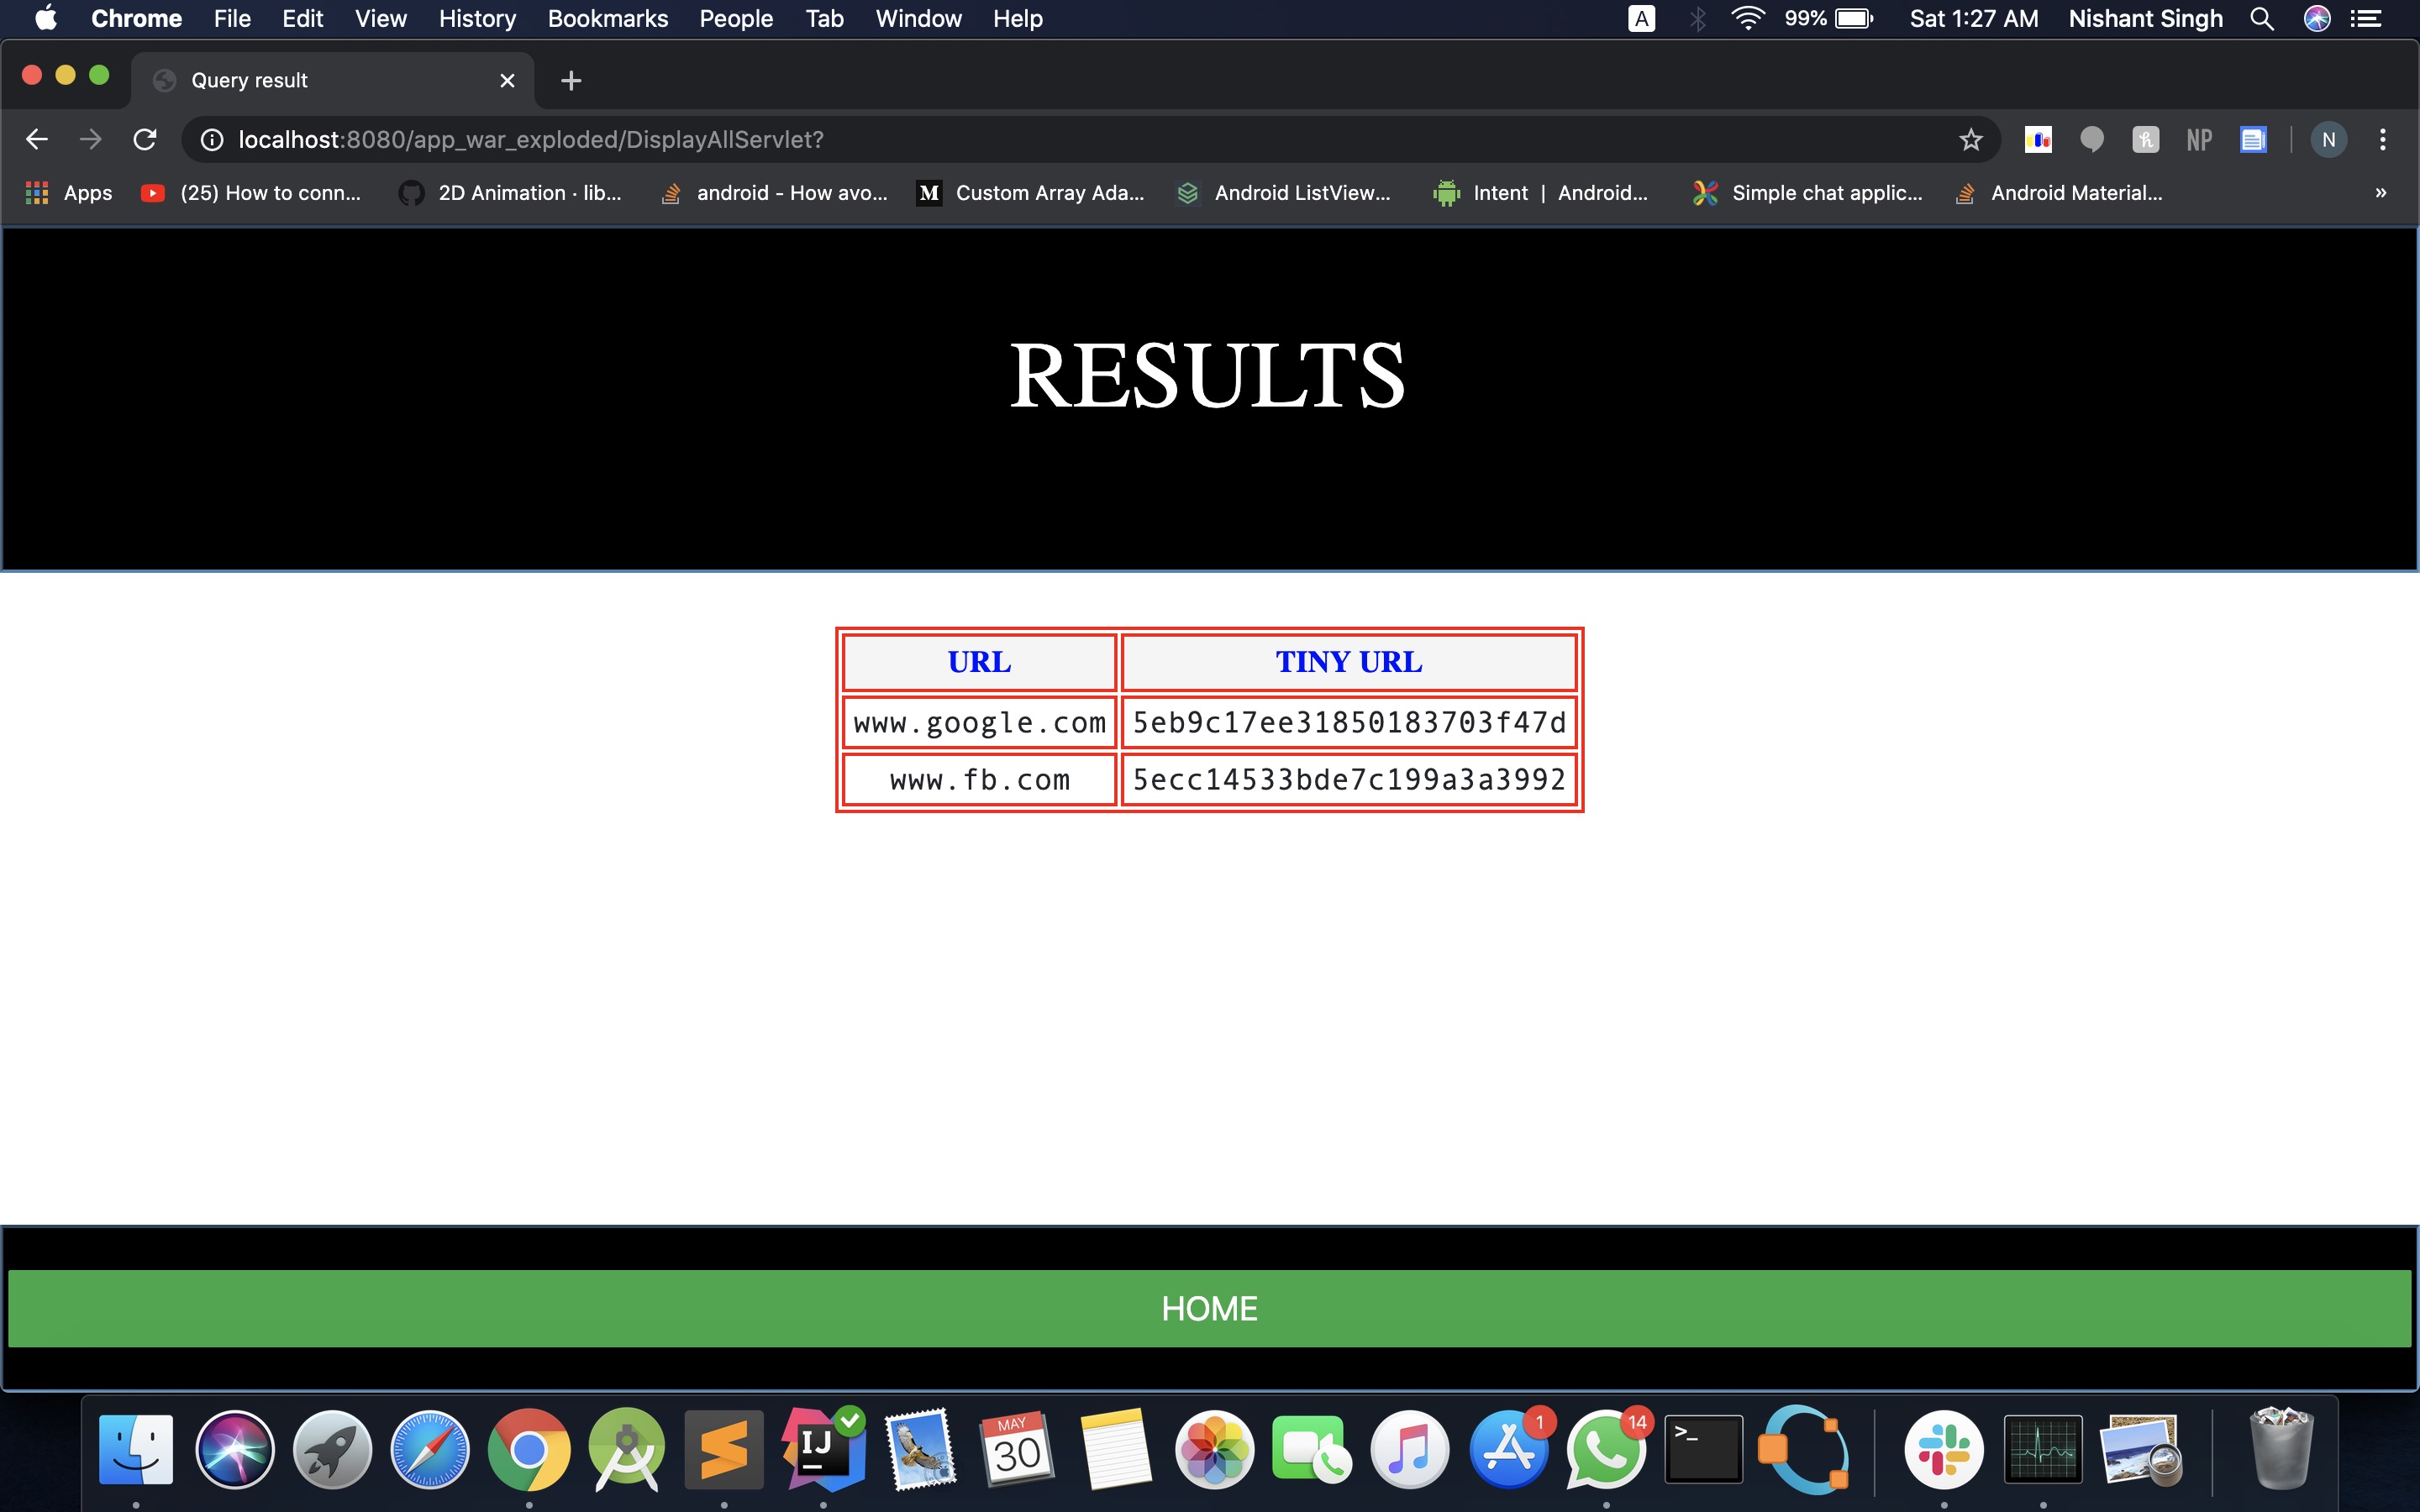 Chrome File Edit View History Bookmarks People Tab Window Help A 99% Sat 1:27 AM Nishant Singh
Query result
localhost:8080/app_war_exploded/DisplayAllServlet? NP N
Apps (25) How to conn... 2D Animation · lib... android - How avo... M Custom Array Ada... Android ListView... Intent | Android... Simple chat applic... Android Material... »
RESULTS
URL TINY URL
www.google.com 5eb9c17ee31850183703f47d
www.fb.com 5ecc14533bde7c199a3a3992
HOME
IJ MAY 30 1 14 >_